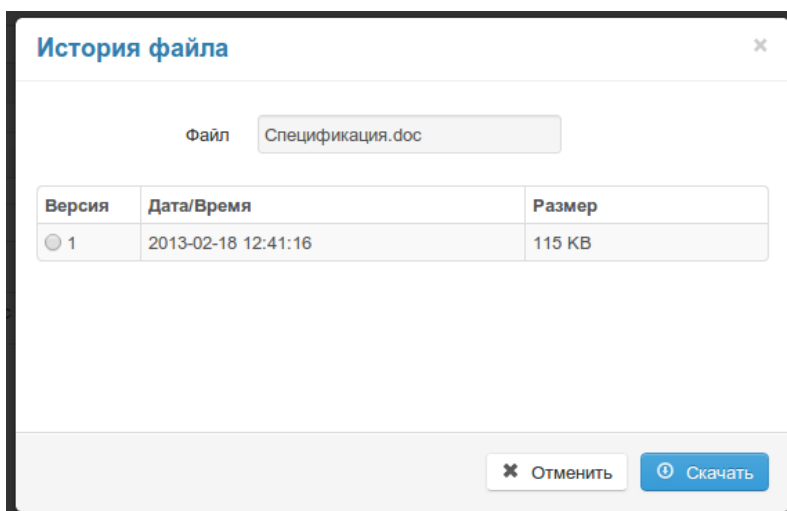 История файла ×
Файл Спецификация.doc
Версия Дата/Время Размер
1 2013-02-18 12:41:16 115 KB
Отменить Скачать